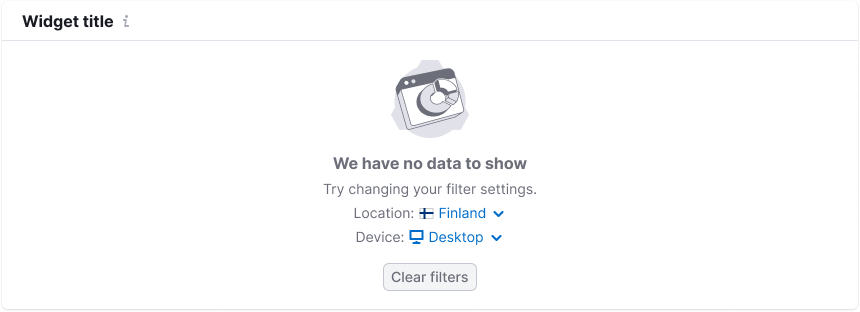 Widget title
We have no data to show
Try changing your filter settings.
Location: Finland
Device: Desktop
Clear filters